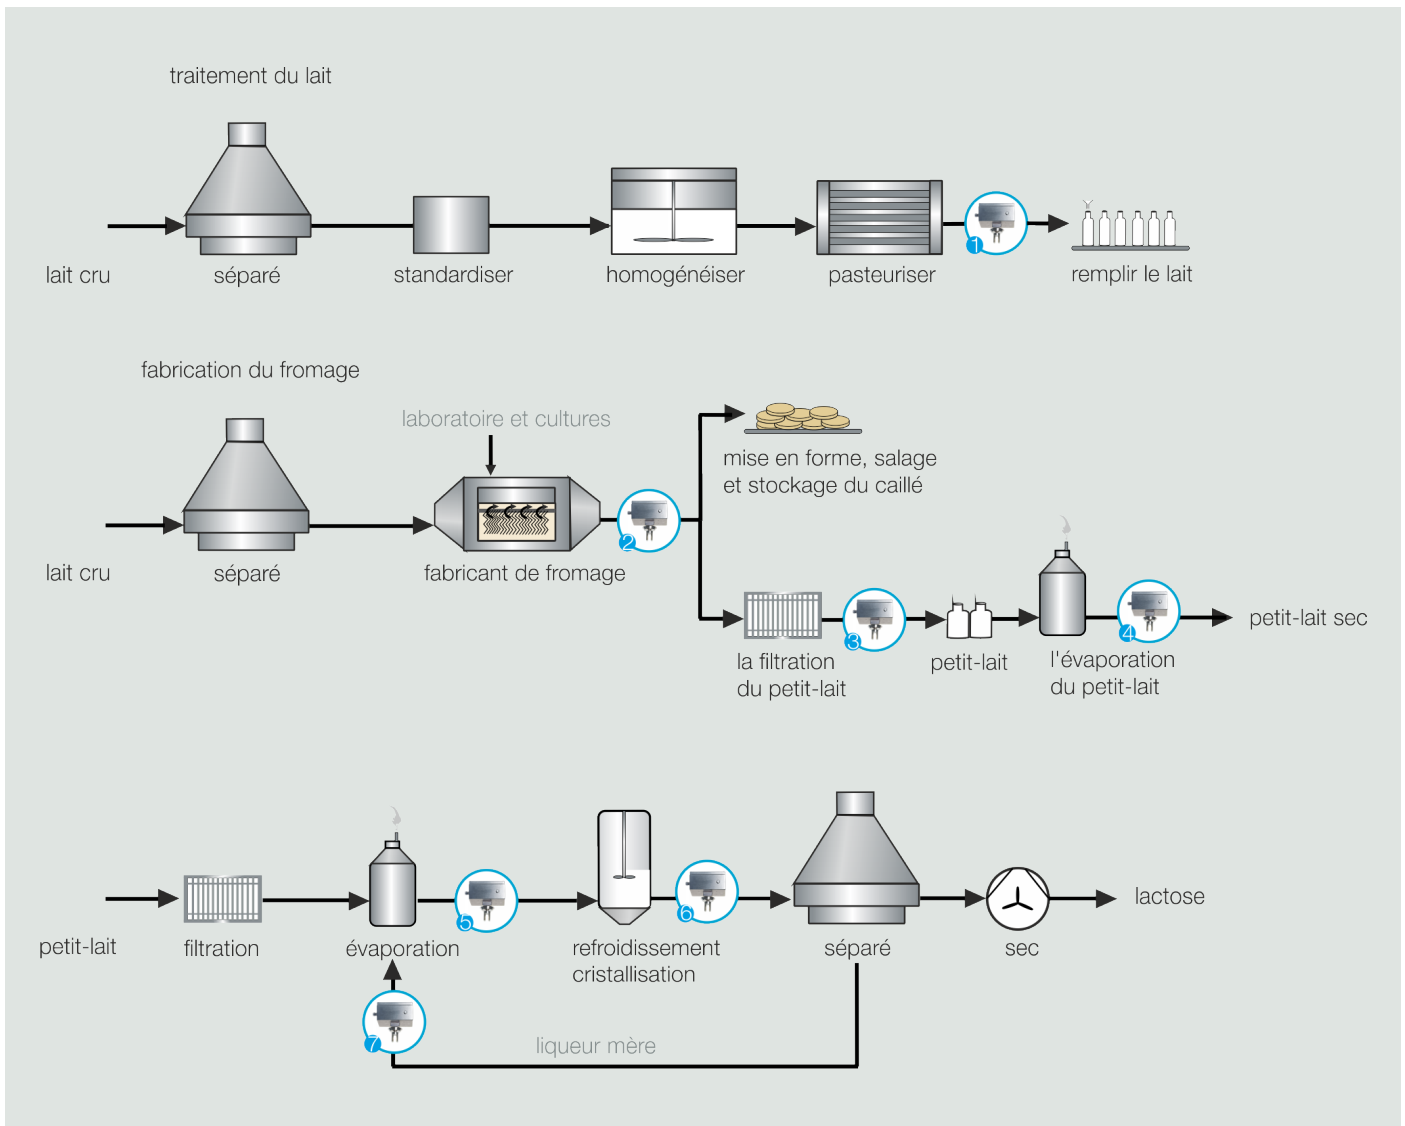 traitement du lait
1
lait cru
séparé
standardiser
homogénéiser
pasteuriser
remplir le lait
fabrication du fromage
laboratoire et cultures
mise en forme, salage
et stockage du caillé
2
lait cru
séparé
fabricant de fromage
3
4
petit-lait sec
la filtration
du petit-lait
petit-lait
l'évaporation
du petit-lait
5
6
lactose
petit-lait
filtration
évaporation
refroidissement
cristallisation
séparé
sec
7
liqueur mère